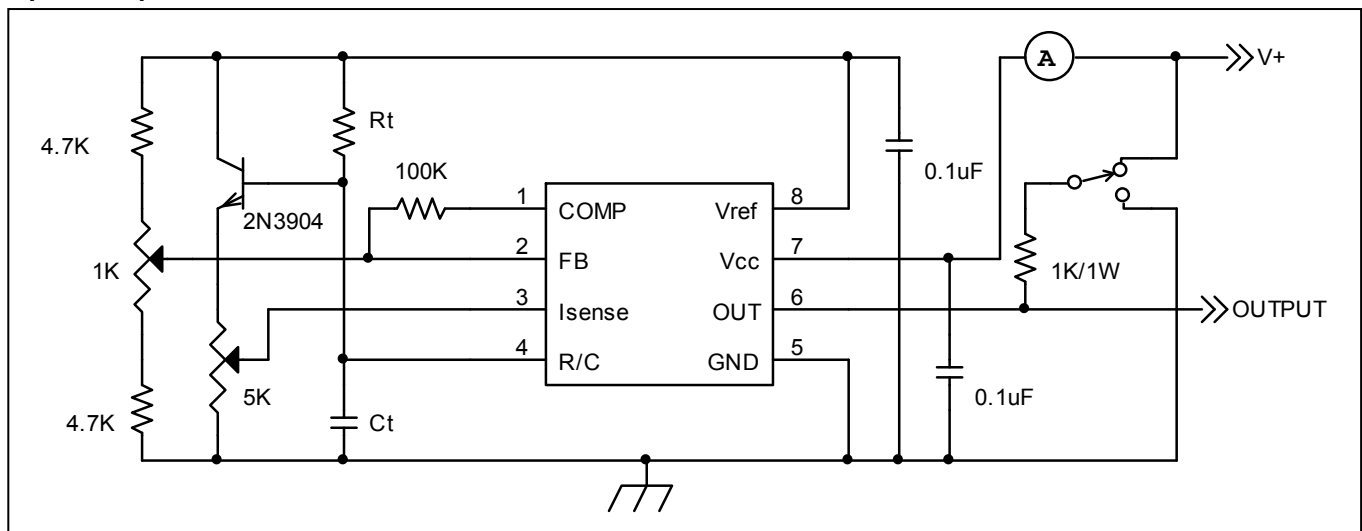 A
V+
Rt
4.7K
100K
0.1uF
1
COMP
Vref
8
2N3904
2
FB
Vcc
7
1K
1K/1W
3
Isense
OUT
6
OUTPUT
4
R/C
GND
5
5K
0.1uF
4.7K
Ct